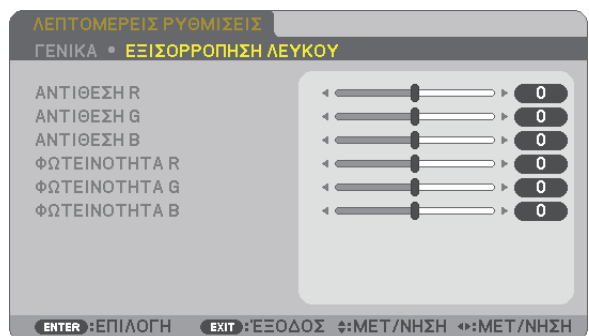 ΛΕΠΤΟΜΕΡΕΙΣ ΡΥΘΜΙΣΕΙΣ
ΓΕΝΙΚΑ • ΕΞΙΣΟΡΡΟΠΗΣΗ ΛΕΥΚΟΥ
ΑΝΤΙΘΕΣΗ R 0
ΑΝΤΙΘΕΣΗ G 0
ΑΝΤΙΘΕΣΗ B 0
ΦΩΤΕΙΝΟΤΗΤΑ R 0
ΦΩΤΕΙΝΟΤΗΤΑ G 0
ΦΩΤΕΙΝΟΤΗΤΑ B 0
ENTER:ΕΠΙΛΟΓΗ EXIT:ΈΞΟΔΟΣ :ΜΕΤ/ΝΗΣΗ :ΜΕΤ/ΝΗΣΗ